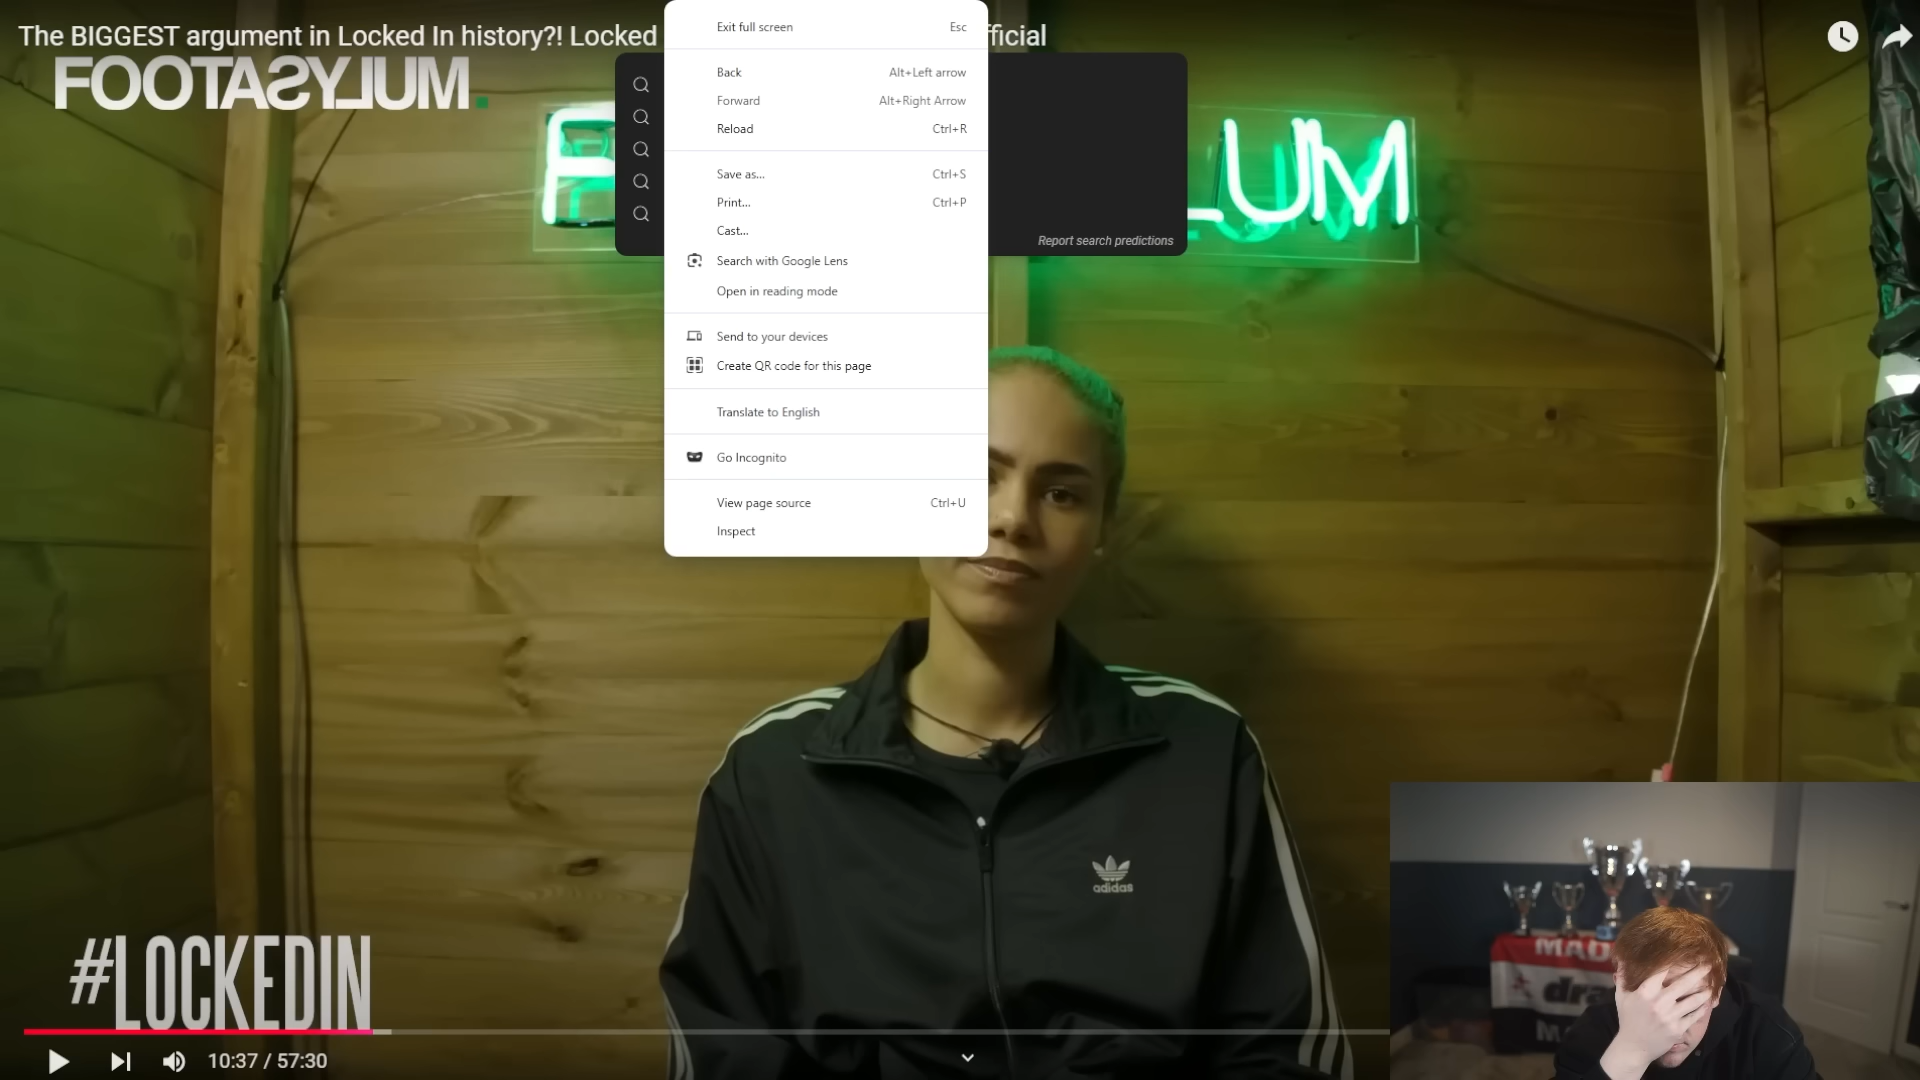 The BIGGEST argument in Locked In history?! Locked
FOOTASYLUM.
LUM
Exit full screen Esc
Back Alt+Left arrow
Forward Alt+Right Arrow
Reload Ctrl+R
Save as... Ctrl+S
Print... Ctrl+P
Cast...
Search with Google Lens
Open in reading mode
Send to your devices
Create QR code for this page
Translate to English
Go Incognito
View page source Ctrl+U
Inspect
Report search predictions
adidas
#LOCKEDIN
10:37 / 57:30